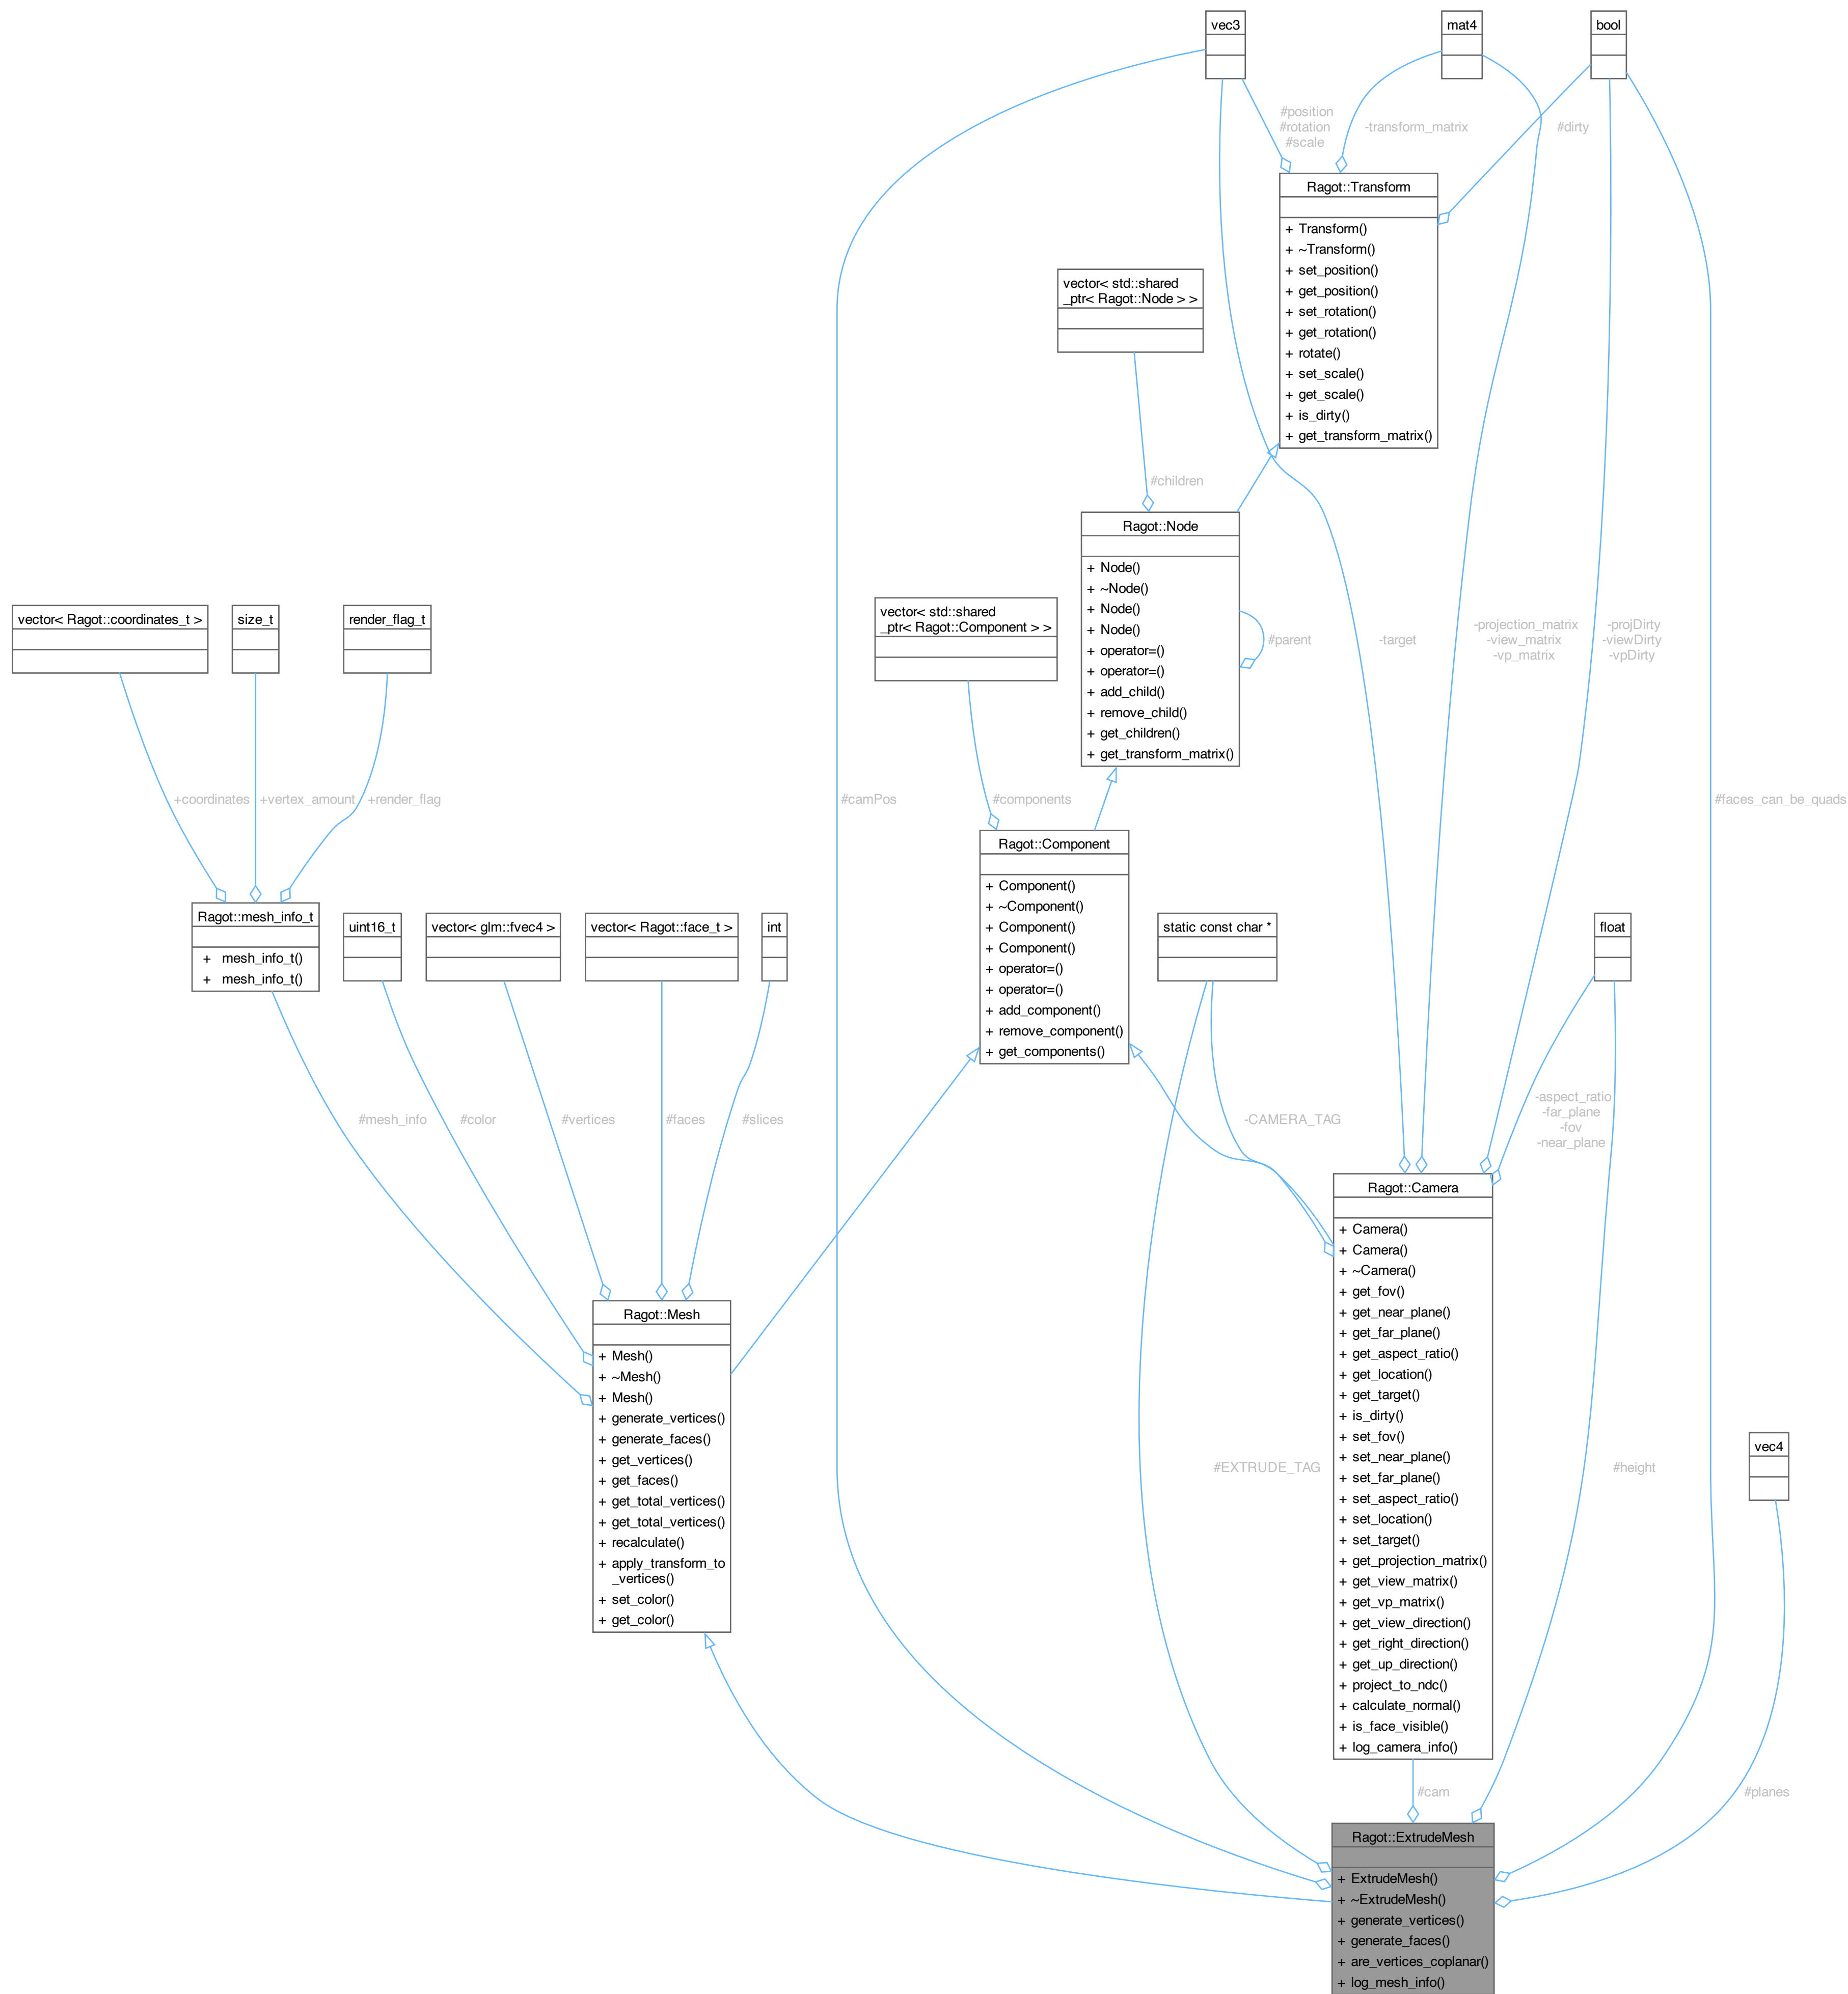 vec3
mat4
bool
#position
#rotation
#scale
-transform_matrix
#dirty
Ragot::Transform
+ Transform()
+ ~Transform()
+ set_position()
+ get_position()
+ set_rotation()
+ get_rotation()
+ rotate()
+ set_scale()
+ get_scale()
+ is_dirty()
+ get_transform_matrix()
vector< std::shared
_ptr< Ragot::Node > >
#children
Ragot::Node
+ Node()
+ ~Node()
+ Node()
+ Node()
+ operator=()
+ operator=()
+ add_child()
+ remove_child()
+ get_children()
+ get_transform_matrix()
#parent
-target
-projection_matrix
-view_matrix
-vp_matrix
-projDirty
-viewDirty
-vpDirty
vector< Ragot::coordinates_t >
size_t
render_flag_t
vector< std::shared
_ptr< Ragot::Component > >
+coordinates
+vertex_amount
+render_flag
#camPos
#components
#faces_can_be_quads
Ragot::Component
+ Component()
+ ~Component()
+ Component()
+ Component()
+ operator=()
+ operator=()
+ add_component()
+ remove_component()
+ get_components()
Ragot::mesh_info_t
+ mesh_info_t()
+ mesh_info_t()
uint16_t
vector< glm::fvec4 >
vector< Ragot::face_t >
int
static const char *
float
#mesh_info
#color
#vertices
#faces
#slices
-CAMERA_TAG
-aspect_ratio
-far_plane
-fov
-near_plane
Ragot::Camera
+ Camera()
+ Camera()
+ ~Camera()
+ get_fov()
+ get_near_plane()
+ get_far_plane()
+ get_aspect_ratio()
+ get_location()
+ get_target()
+ is_dirty()
+ set_fov()
+ set_near_plane()
+ set_far_plane()
+ set_aspect_ratio()
+ set_location()
+ set_target()
+ get_projection_matrix()
+ get_view_matrix()
+ get_vp_matrix()
+ get_view_direction()
+ get_right_direction()
+ get_up_direction()
+ project_to_ndc()
+ calculate_normal()
+ is_face_visible()
+ log_camera_info()
Ragot::Mesh
+ Mesh()
+ ~Mesh()
+ Mesh()
+ generate_vertices()
+ generate_faces()
+ get_vertices()
+ get_faces()
+ get_total_vertices()
+ get_total_vertices()
+ recalculate()
+ apply_transform_to
_vertices()
+ set_color()
+ get_color()
#EXTRUDE_TAG
#height
vec4
#cam
#planes
Ragot::ExtrudeMesh
+ ExtrudeMesh()
+ ~ExtrudeMesh()
+ generate_vertices()
+ generate_faces()
+ are_vertices_coplanar()
+ log_mesh_info()